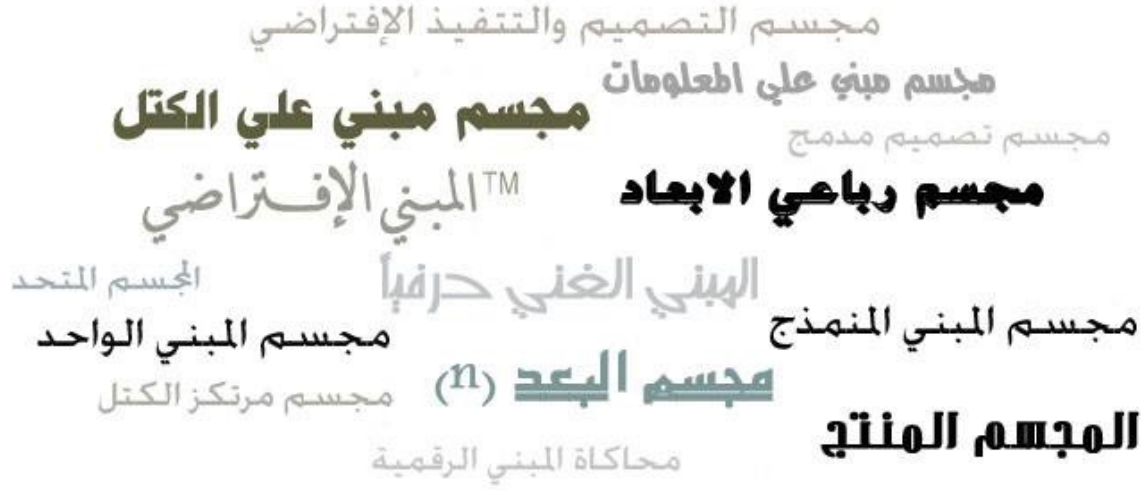 مجسم التصميم والتتفيذ الإفتراضي
مجسم مبني علي المعلومات
مجسم مبني علي الكتل
مجسم تصميم مدمج
مجسم رباعي الابعاد
المبني الإفتراضي™
المبني الغني حرفياً
المجسم المتحد
مجسم المبني المنمذج
مجسم المبني الواحد
مجسم البعد (n)
مجسم مرتكز الكتل
المجسم المنتج
محاكاة المبني الرقمية